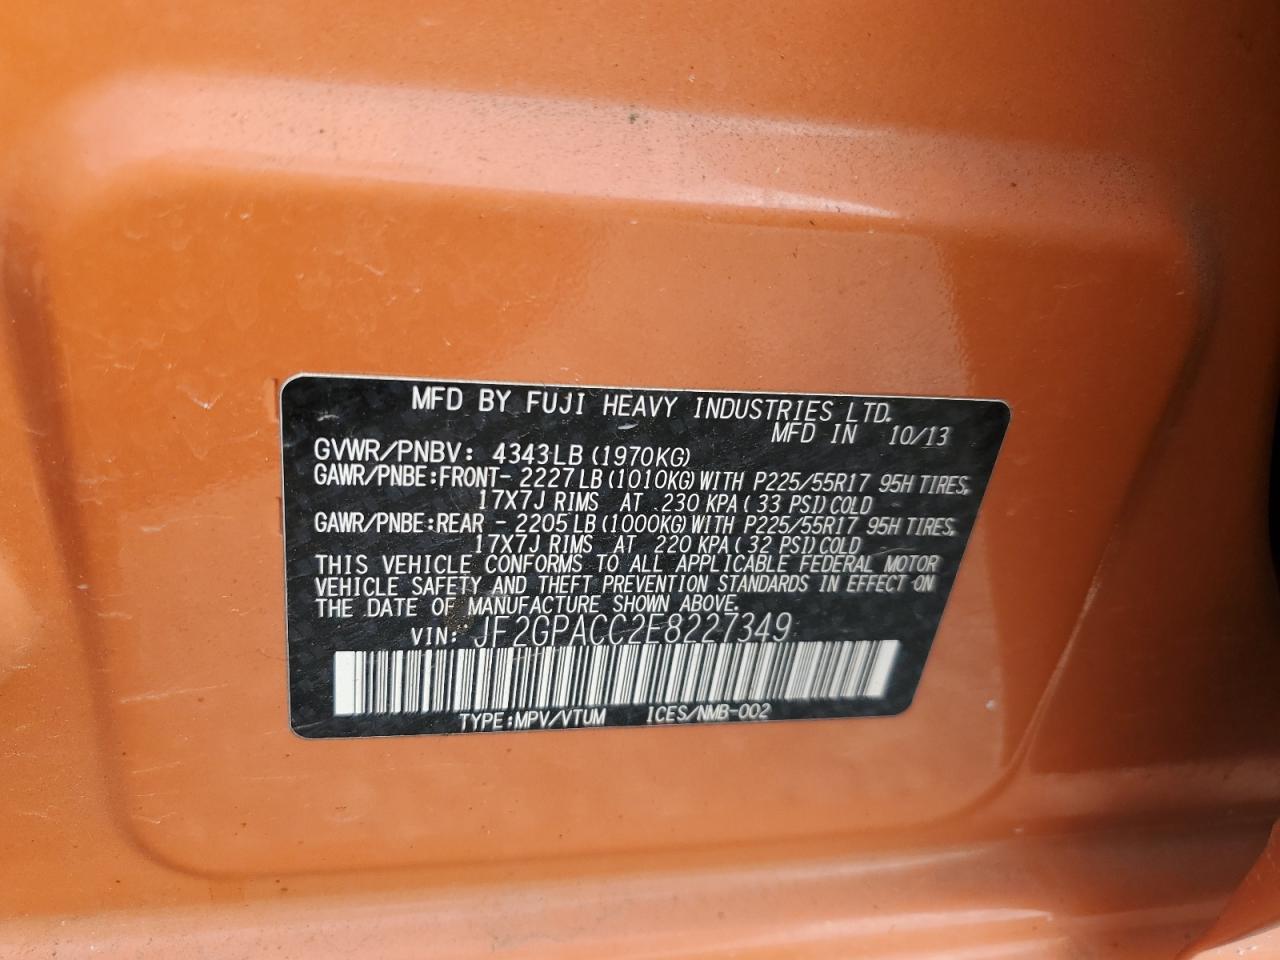 MFD BY FUJI HEAVY INDUSTRIES LTD.
MFD IN 10/13
GVWR/PNBV: 4343LB (1970KG)
GAWR/PNBE:FRONT- 2227LB (1010KG) WITH P225/55R17 95H TIRES,
17X7J RIMS AT 230 KPA (33 PSI) COLD
GAWR/PNBE:REAR - 2205LB (1000KG) WITH P225/55R17 95H TIRES,
17X7J RIMS AT 220 KPA (32 PSI) COLD
THIS VEHICLE CONFORMS TO ALL APPLICABLE FEDERAL MOTOR
VEHICLE SAFETY AND THEFT PREVENTION STANDARDS IN EFFECT ON
THE DATE OF MANUFACTURE SHOWN ABOVE.
VIN: JF2GPACC2E8227349
TYPE:MPV/VTUM ICES/NMB-002